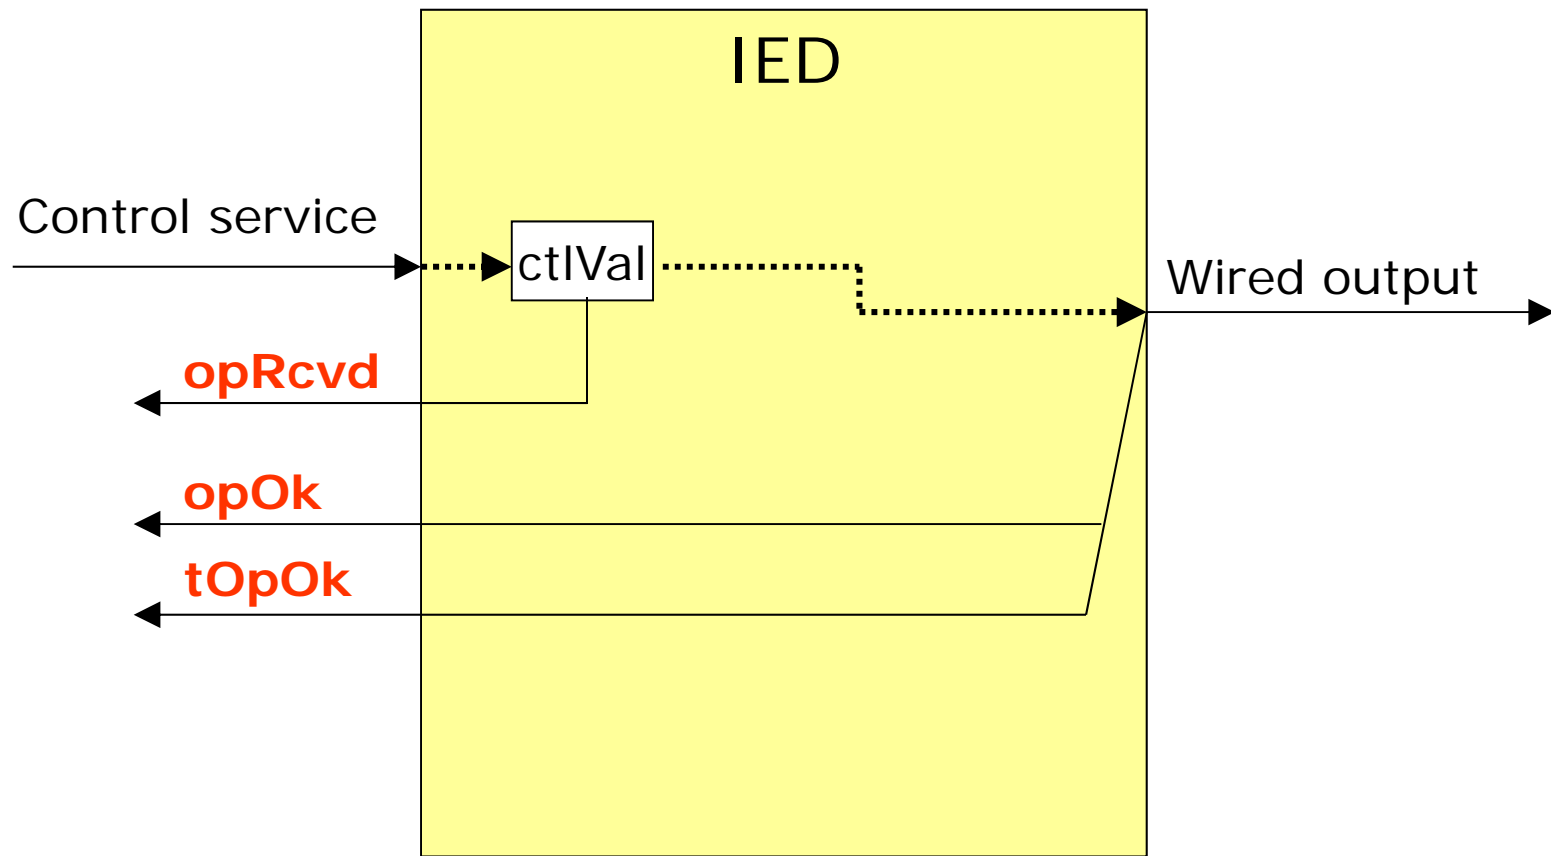 IED
Control service
ctlVal
Wired output
opRcvd
opOk
tOpOk